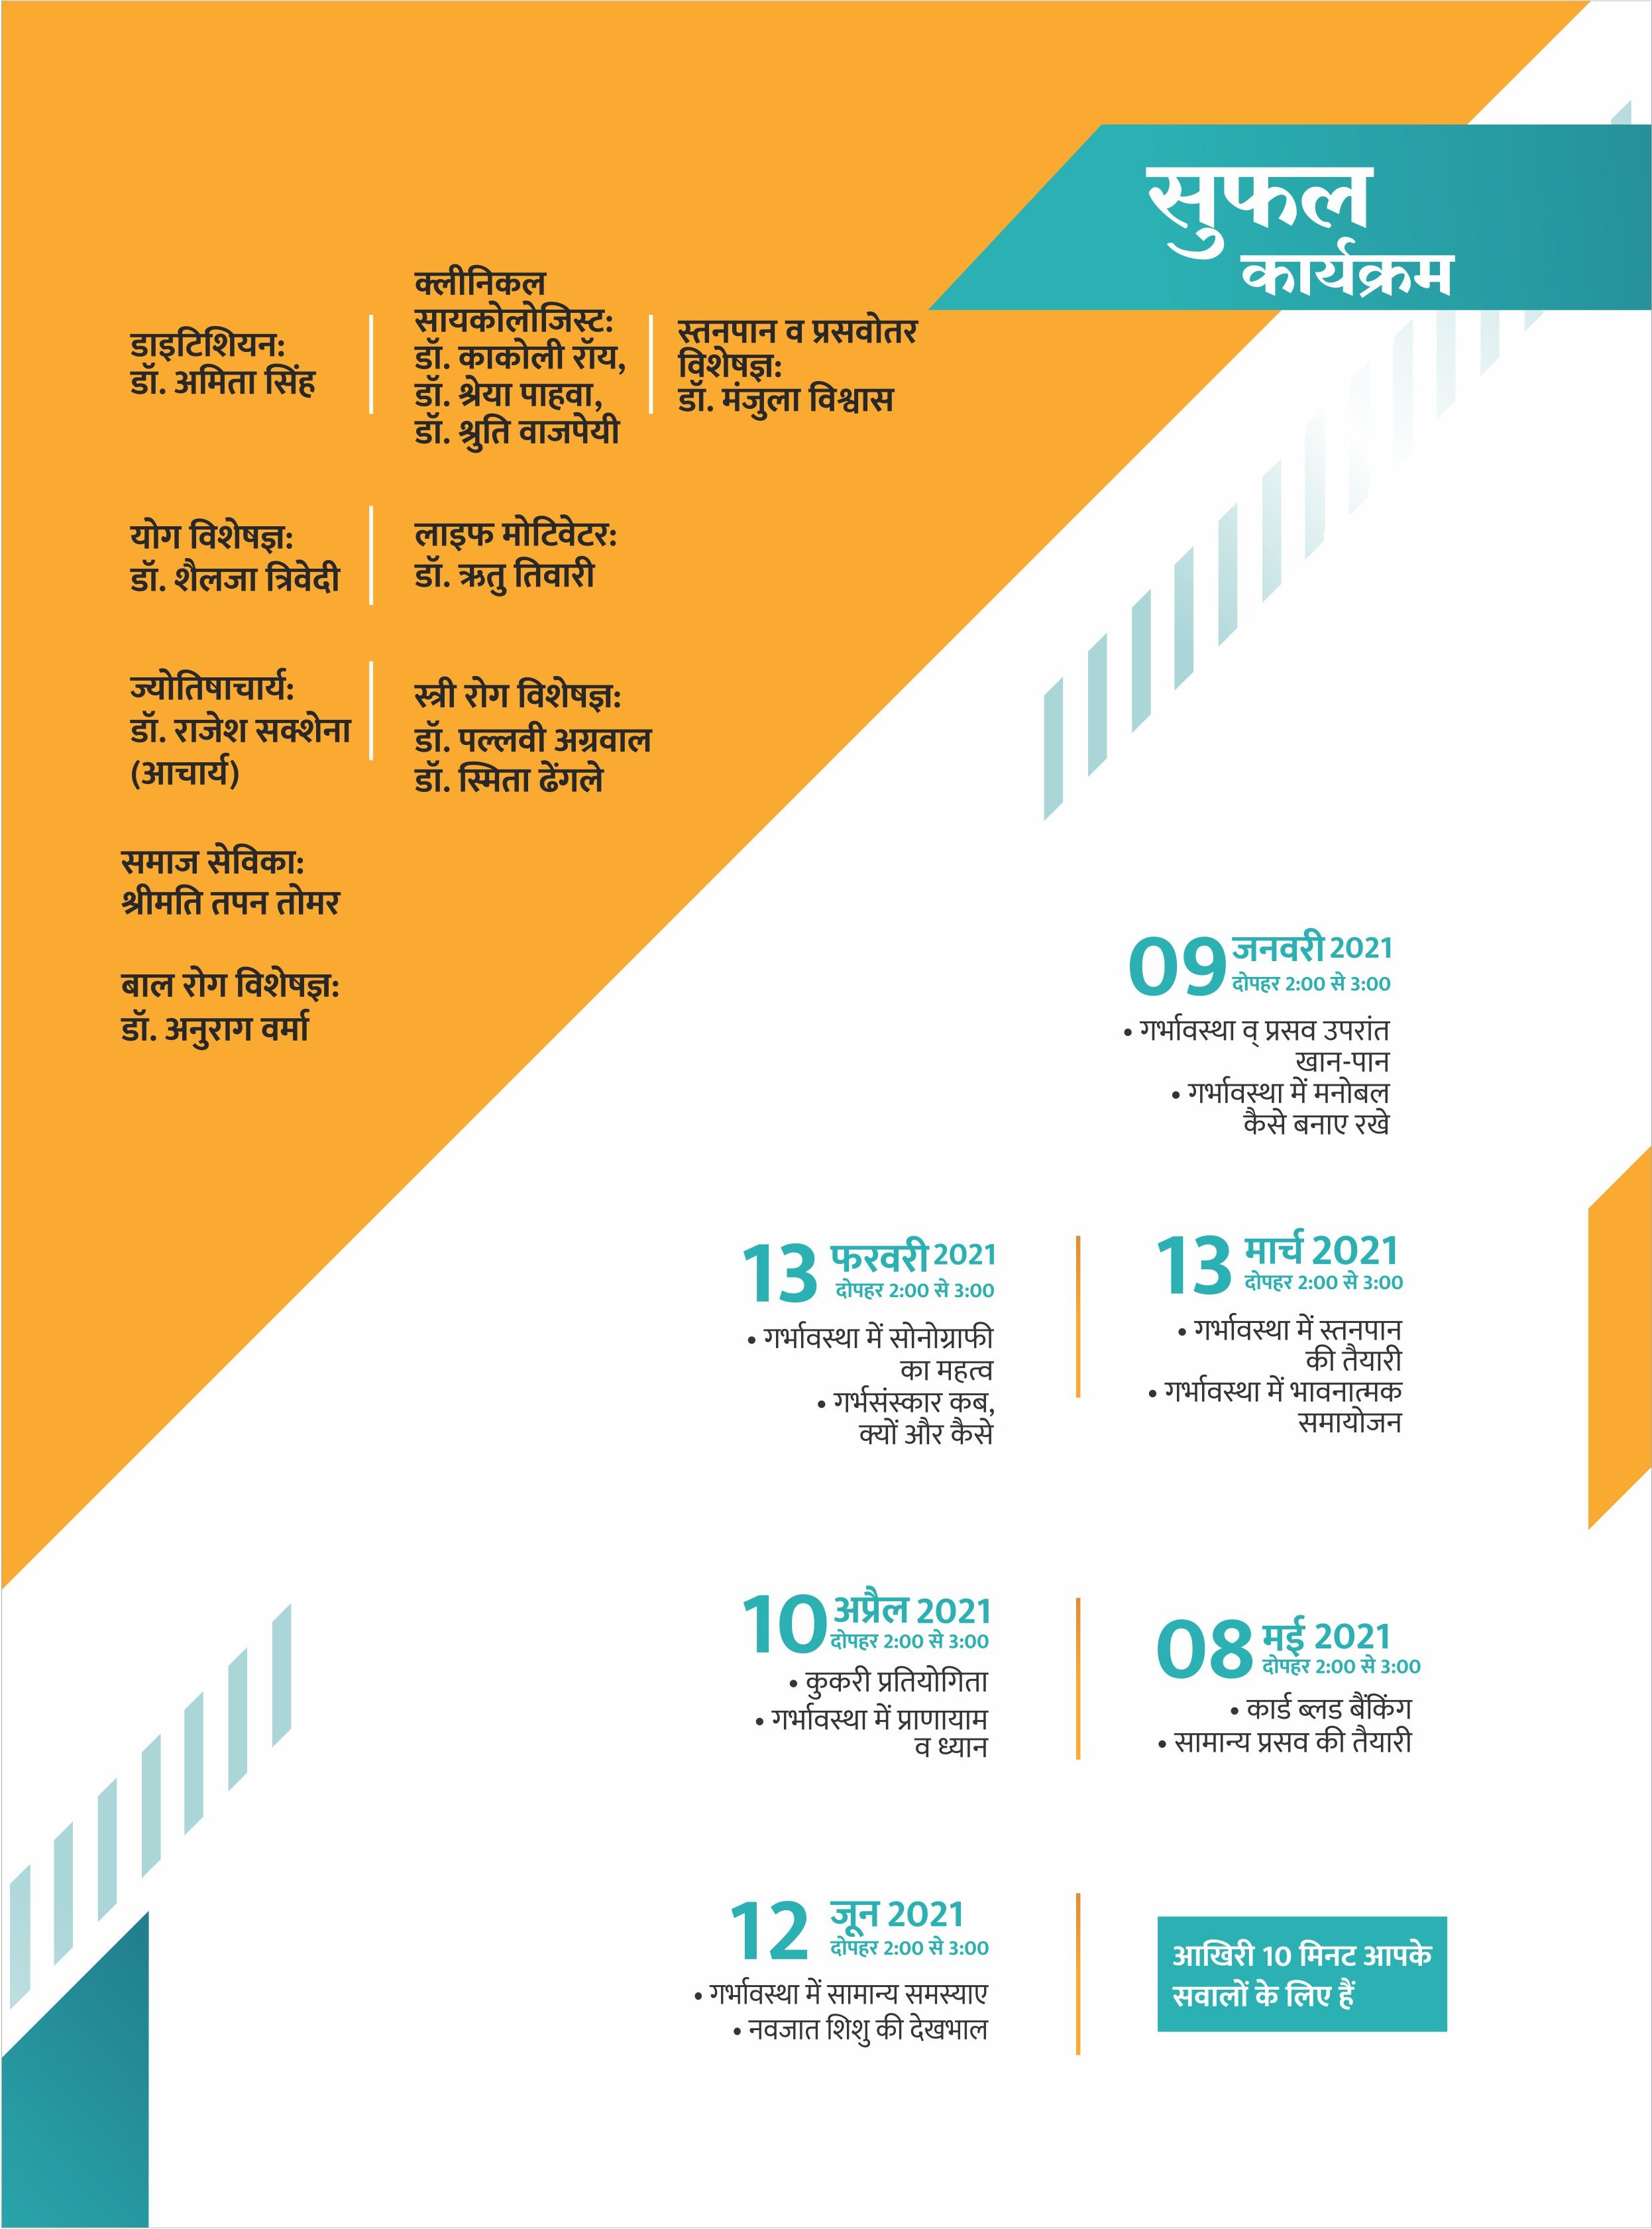 सुफल
कार्यक्रम
डाइटिशियन:
डॉ. अमिता सिंह
क्लीनिकल
सायकोलोजिस्ट:
डॉ. काकोली रॉय,
डॉ. श्रेया पाहवा,
डॉ. श्रुति वाजपेयी
स्तनपान व प्रसवोतर
विशेषज्ञ:
डॉ. मंजुला विश्वास
योग विशेषज्ञ:
डॉ. शैलजा त्रिवेदी
लाइफ मोटिवेटर:
डॉ. ऋतु तिवारी
ज्योतिषाचार्य:
डॉ. राजेश सक्शेना
(आचार्य)
स्त्री रोग विशेषज्ञ:
डॉ. पल्लवी अग्रवाल
डॉ. स्मिता ढेंगले
समाज सेविका:
श्रीमति तपन तोमर
बाल रोग विशेषज्ञ:
डॉ. अनुराग वर्मा
09 जनवरी 2021
दोपहर 2:00 से 3:00
• गर्भावस्था व् प्रसव उपरांत
खान-पान
• गर्भावस्था में मनोबल
कैसे बनाए रखे
13 फरवरी 2021
दोपहर 2:00 से 3:00
• गर्भावस्था में सोनोग्राफी
का महत्व
• गर्भसंस्कार कब,
क्यों और कैसे
13 मार्च 2021
दोपहर 2:00 से 3:00
• गर्भावस्था में स्तनपान
की तैयारी
• गर्भावस्था में भावनात्मक
समायोजन
10 अप्रैल 2021
दोपहर 2:00 से 3:00
• कुकरी प्रतियोगिता
• गर्भावस्था में प्राणायाम
व ध्यान
08 मई 2021
दोपहर 2:00 से 3:00
• कार्ड ब्लड बैंकिंग
• सामान्य प्रसव की तैयारी
12 जून 2021
दोपहर 2:00 से 3:00
• गर्भावस्था में सामान्य समस्याए
• नवजात शिशु की देखभाल
आखिरी 10 मिनट आपके
सवालों के लिए हैं